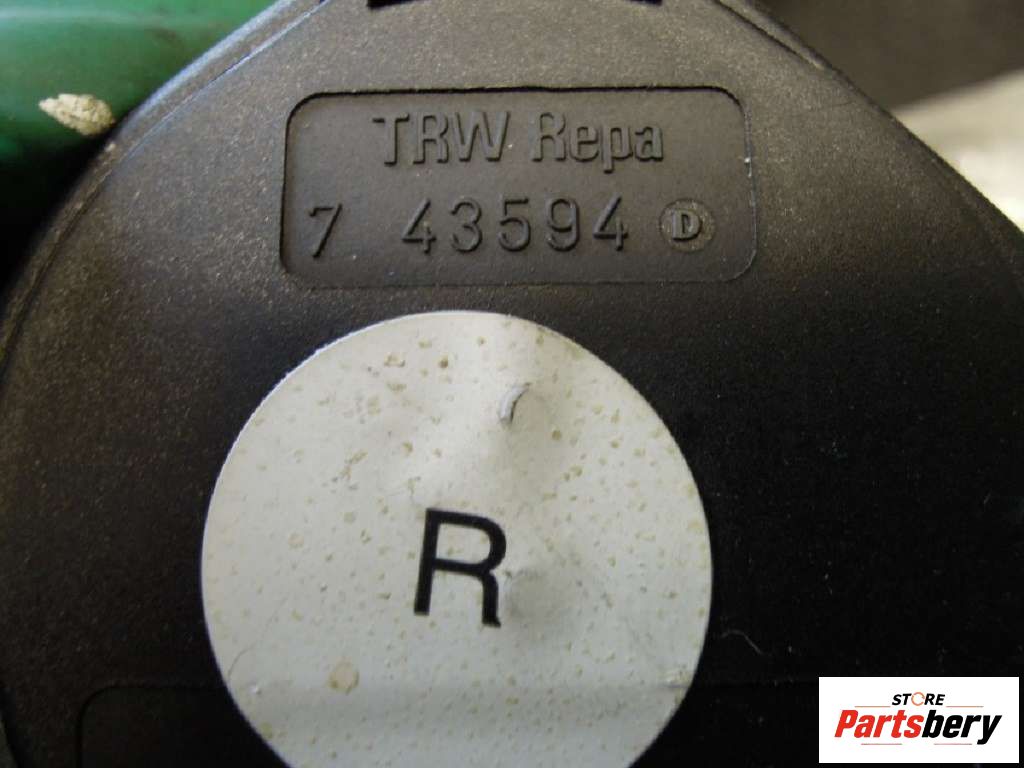 TRW Repa
7 43594 D
R
STORE
Partsbery